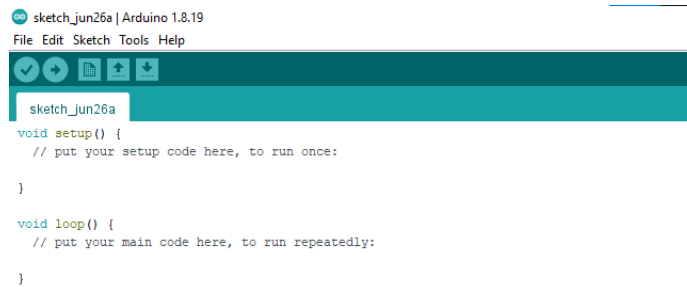 sketch_jun26a | Arduino 1.8.19
File Edit Sketch Tools Help
sketch_jun26a
void setup() {
  // put your setup code here, to run once:
}
void loop() {
  // put your main code here, to run repeatedly:
}